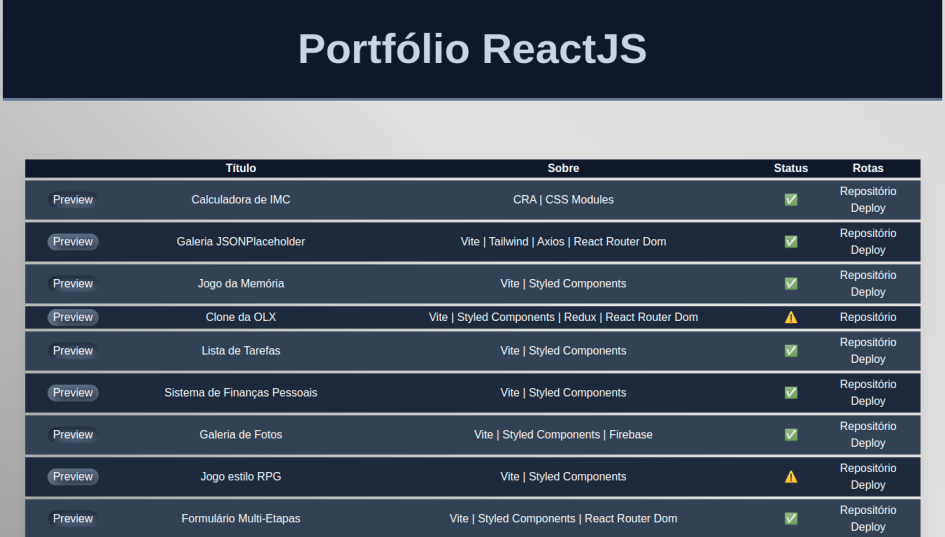 Portfólio ReactJS
Título Sobre Status Rotas
Preview Calculadora de IMC CRA | CSS Modules ✅ Repositório
Deploy
Preview Galeria JSONPlaceholder Vite | Tailwind | Axios | React Router Dom ✅ Repositório
Deploy
Preview Jogo da Memória Vite | Styled Components ✅ Repositório
Deploy
Preview Clone da OLX Vite | Styled Components | Redux | React Router Dom ⚠️ Repositório
Preview Lista de Tarefas Vite | Styled Components ✅ Repositório
Deploy
Preview Sistema de Finanças Pessoais Vite | Styled Components ✅ Repositório
Deploy
Preview Galeria de Fotos Vite | Styled Components | Firebase ✅ Repositório
Deploy
Preview Jogo estilo RPG Vite | Styled Components ⚠️ Repositório
Deploy
Preview Formulário Multi-Etapas Vite | Styled Components | React Router Dom ✅ Repositório
Deploy